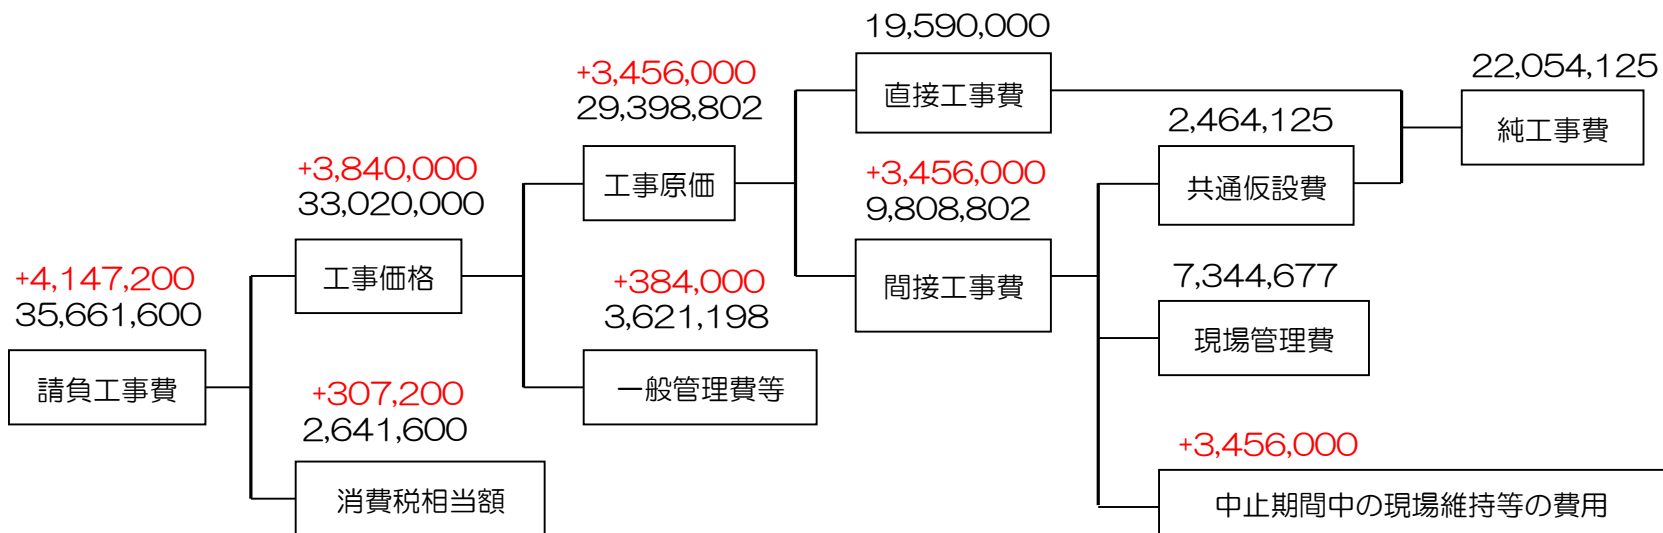 19,590,000
直接工事費
22,054,125
純工事費
+3,456,000
29,398,802
工事原価
2,464,125
共通仮設費
+3,840,000
33,020,000
工事価格
+3,456,000
9,808,802
間接工事費
+4,147,200
35,661,600
請負工事費
+384,000
3,621,198
一般管理費等
7,344,677
現場管理費
+307,200
2,641,600
消費税相当額
+3,456,000
中止期間中の現場維持等の費用